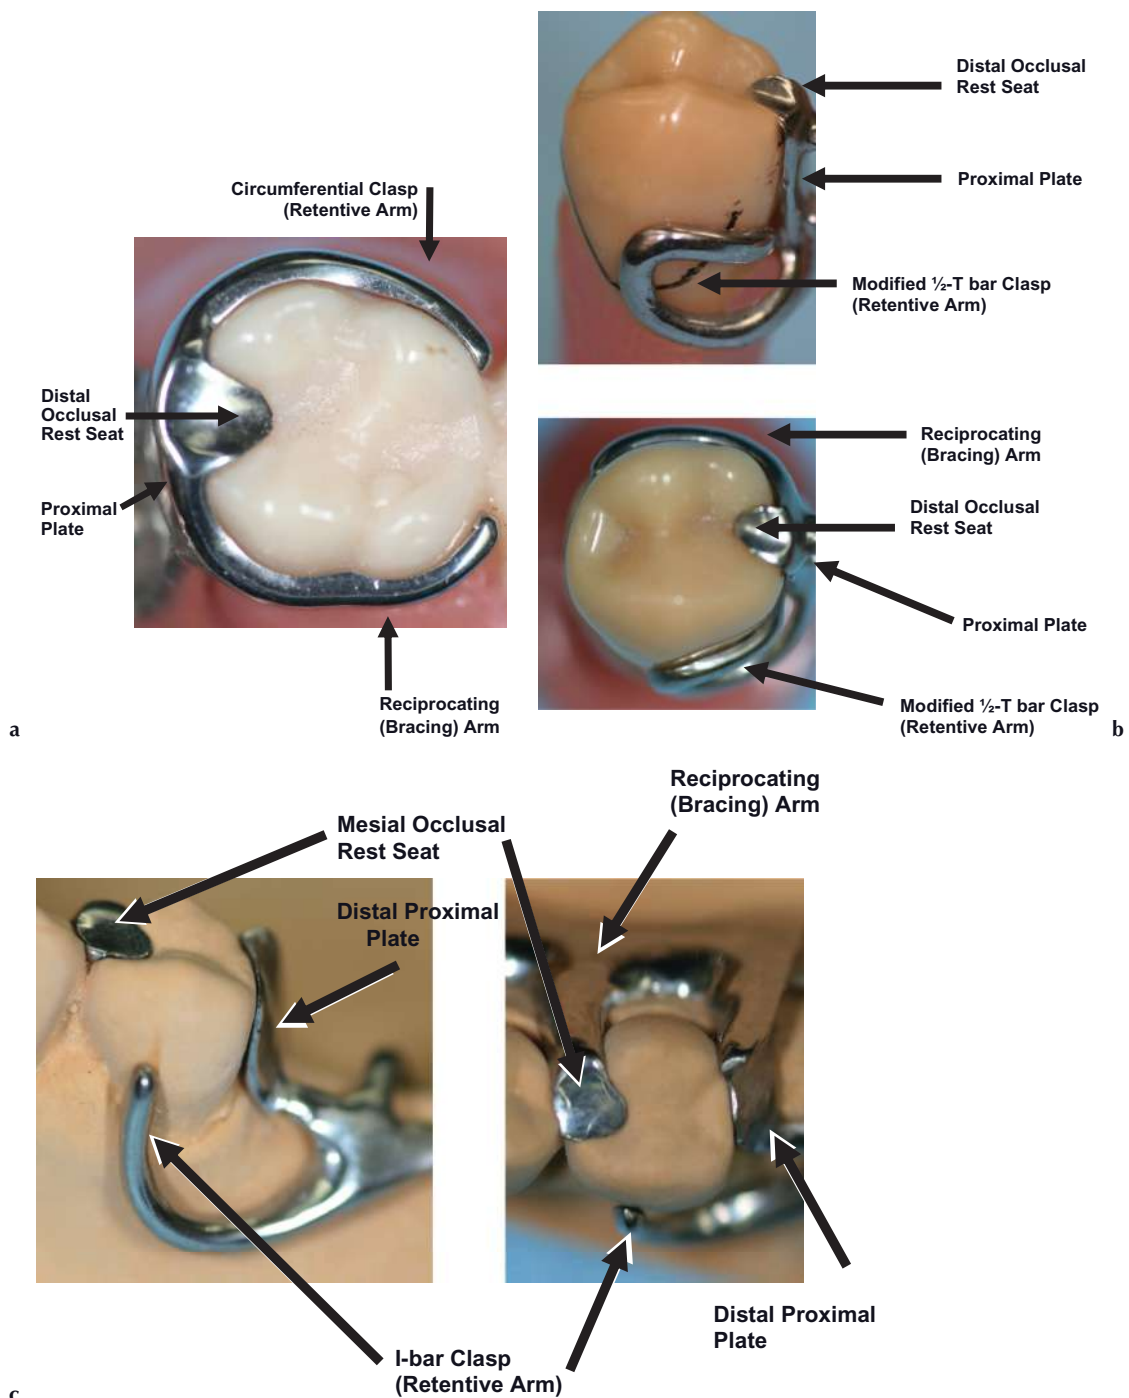 Circumferential Clasp
(Retentive Arm)
Distal
Occlusal
Rest Seat
Proximal
Plate
Reciprocating
(Bracing) Arm
a
Distal Occlusal
Rest Seat
Proximal Plate
Modified ½-T bar Clasp
(Retentive Arm)
Reciprocating
(Bracing) Arm
Distal Occlusal
Rest Seat
Proximal Plate
Modified ½-T bar Clasp
(Retentive Arm)
b
Reciprocating
(Bracing) Arm
Mesial Occlusal
Rest Seat
Distal Proximal
Plate
Distal Proximal
Plate
I-bar Clasp
(Retentive Arm)
c